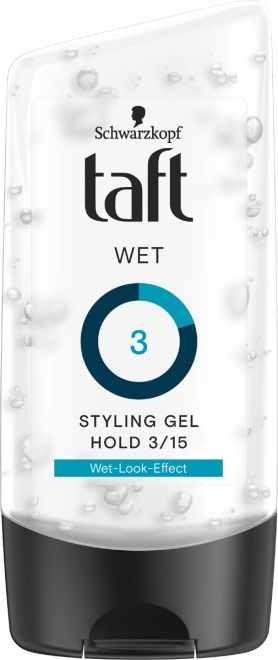 Schwarzkopf
taft
WET
3
STYLING GEL
HOLD 3/15
Wet-Look-Effect